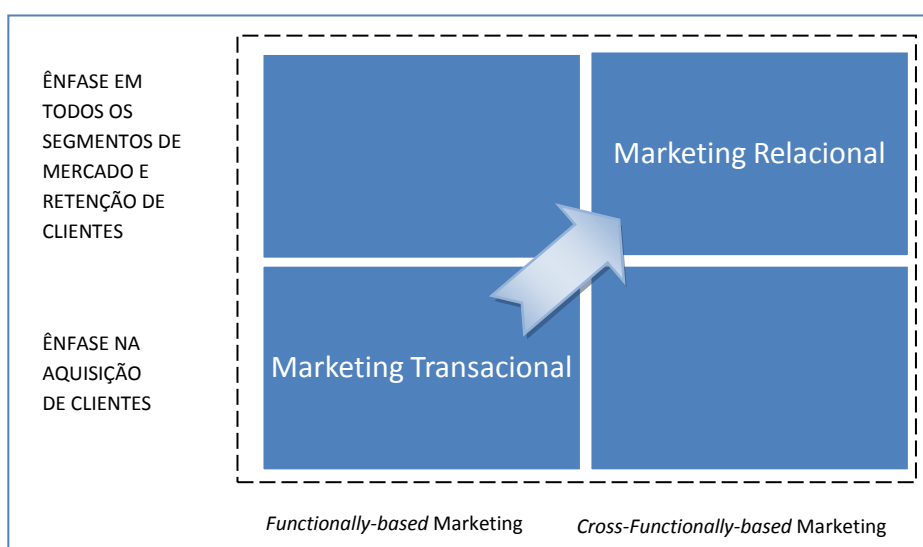 ÊNFASE EM
TODOS OS
SEGMENTOS DE
MERCADO E
RETENÇÃO DE
CLIENTES
Marketing Relacional
ÊNFASE NA
AQUISIÇÃO
DE CLIENTES
Marketing Transacional
Functionally-based Marketing
Cross-Functionally-based Marketing